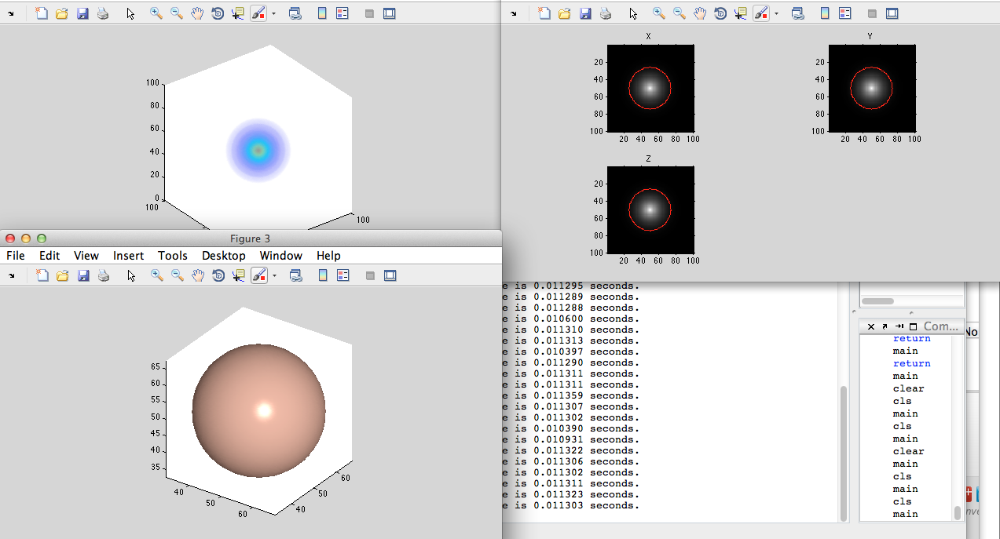 100
80
60
40
20
0
100
100
X
20
40
60
80
100
20 40 60 80 100
Y
20
40
60
80
100
20 40 60 80 100
Z
20
40
60
80
100
20 40 60 80 100
Figure 3
File Edit View Insert Tools Desktop Window Help
65
60
55
50
45
40
35
40
50
60
40
50
60
e is 0.011295 seconds.
e is 0.011289 seconds.
e is 0.011288 seconds.
e is 0.010600 seconds.
e is 0.011310 seconds.
e is 0.011313 seconds.
e is 0.010397 seconds.
e is 0.011290 seconds.
e is 0.011311 seconds.
e is 0.011311 seconds.
e is 0.011359 seconds.
e is 0.011307 seconds.
e is 0.011302 seconds.
e is 0.010390 seconds.
e is 0.010931 seconds.
e is 0.011322 seconds.
e is 0.011306 seconds.
e is 0.011302 seconds.
e is 0.011311 seconds.
e is 0.011323 seconds.
e is 0.011303 seconds.
Com...
return
main
return
main
clear
cls
main
cls
main
clear
main
cls
main
cls
main
No